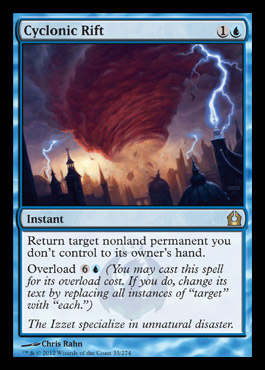 Cyclonic Rift 1
Instant
Return target nonland permanent you
don't control to its owner's hand.
Overload 6 (You may cast this spell
for its overload cost. If you do, change its
text by replacing all instances of "target"
with "each.")
The Izzet specialize in unnatural disaster.
Chris Rahn
™ & © 2012 Wizards of the Coast 35/274